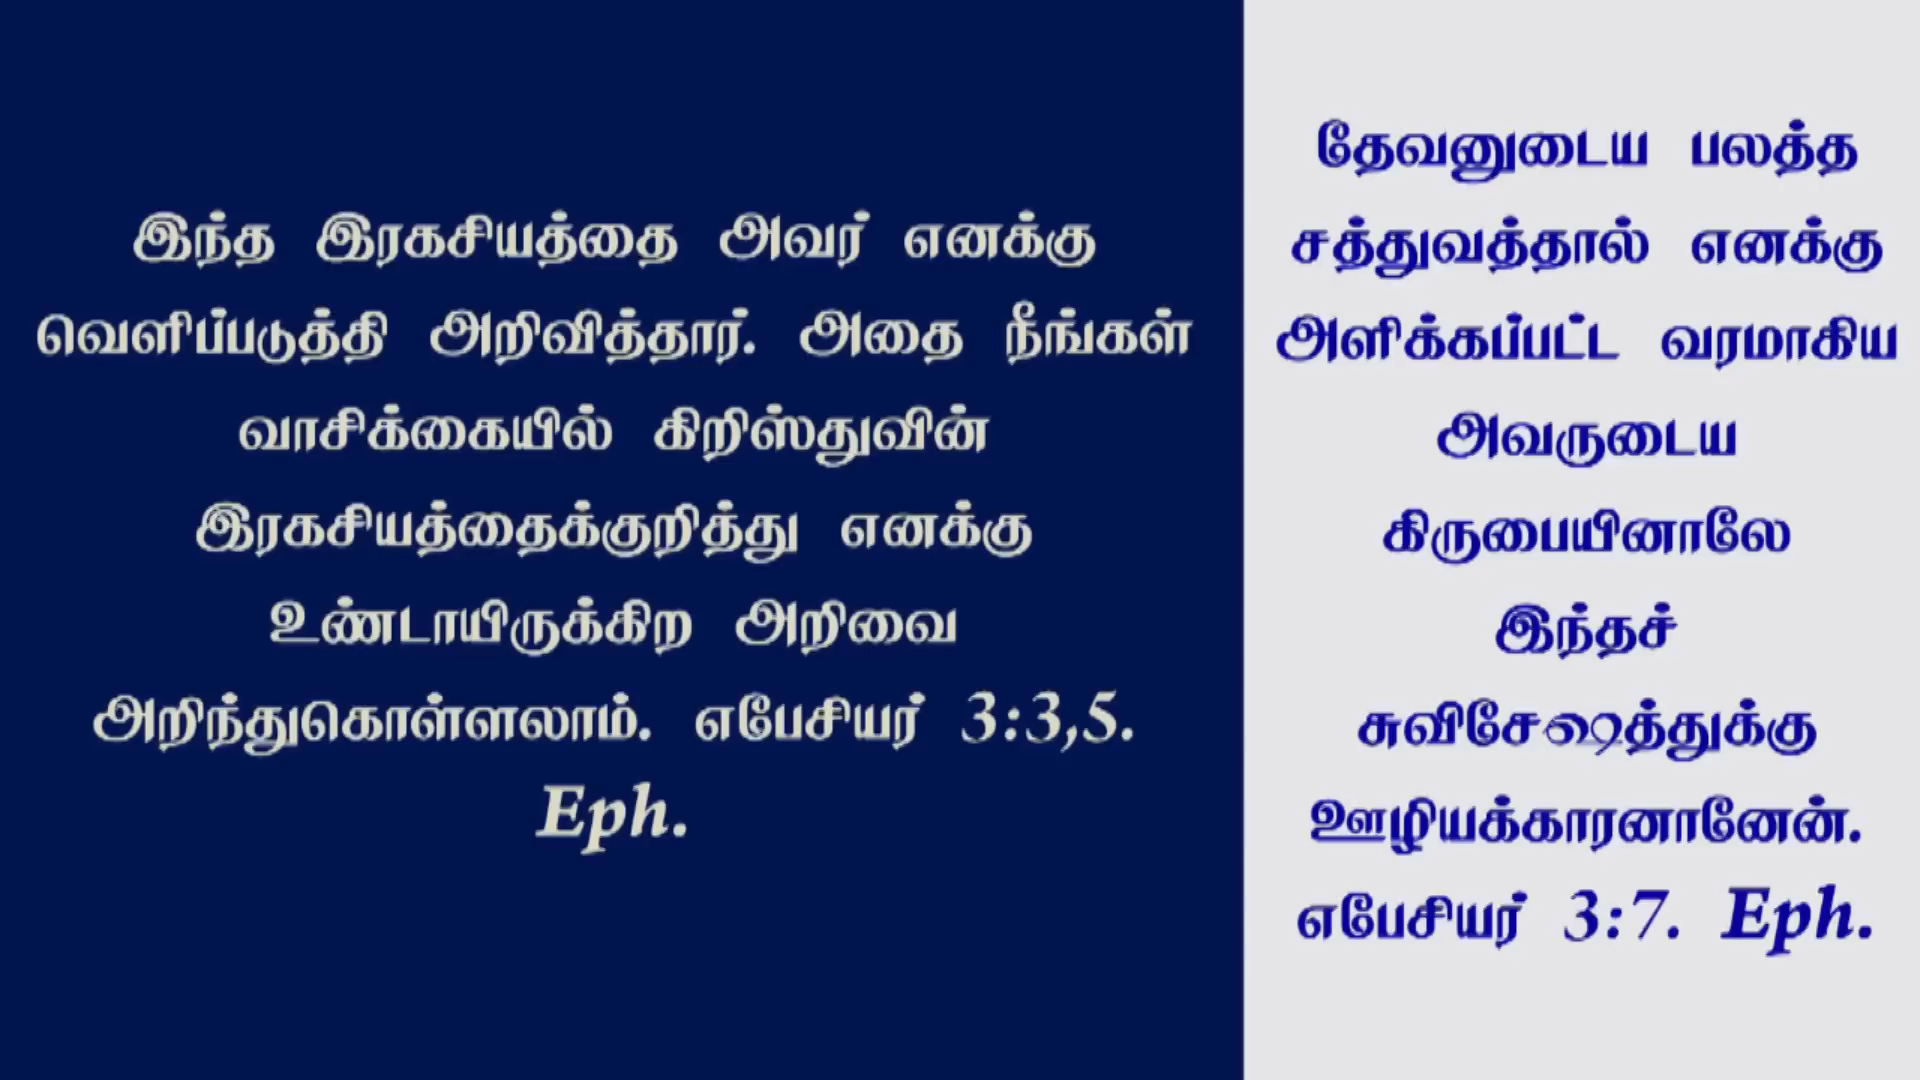 இந்த இரகசியத்தை அவர் எனக்கு
வெளிப்படுத்தி அறிவித்தார். அதை நீங்கள்
வாசிக்கையில் கிறிஸ்துவின்
இரகசியத்தைக்குறித்து எனக்கு
உண்டாயிருக்கிற அறிவை
அறிந்துகொள்ளலாம். எபேசியர் 3:3,5.
Eph.
தேவனுடைய பலத்த
சத்துவத்தால் எனக்கு
அளிக்கப்பட்ட வரமாகிய
அவருடைய
கிருபையினாலே
இந்தச்
சுவிசேஷத்துக்கு
ஊழியக்காரனானேன்.
எபேசியர் 3:7. Eph.